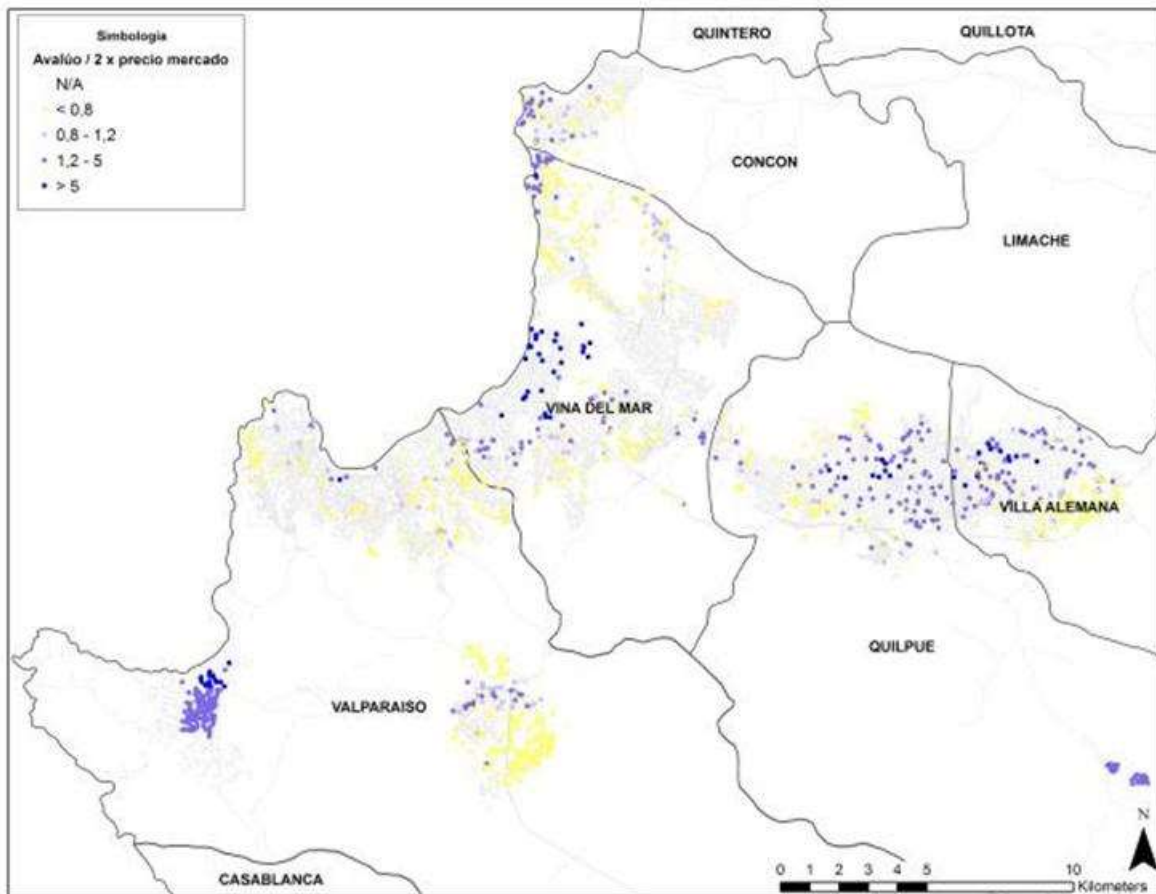 Simbología
Avalúo / 2 x precio mercado
N/A
< 0,8
0,8 - 1,2
1,2 - 5
> 5
QUINTERO
QUILLOTA
CONCON
LIMACHE
VINA DEL MAR
VILLA ALEMANA
QUILPUE
VALPARAISO
CASABLANCA
N
0 1 2 3 4 5 10
Kilometers